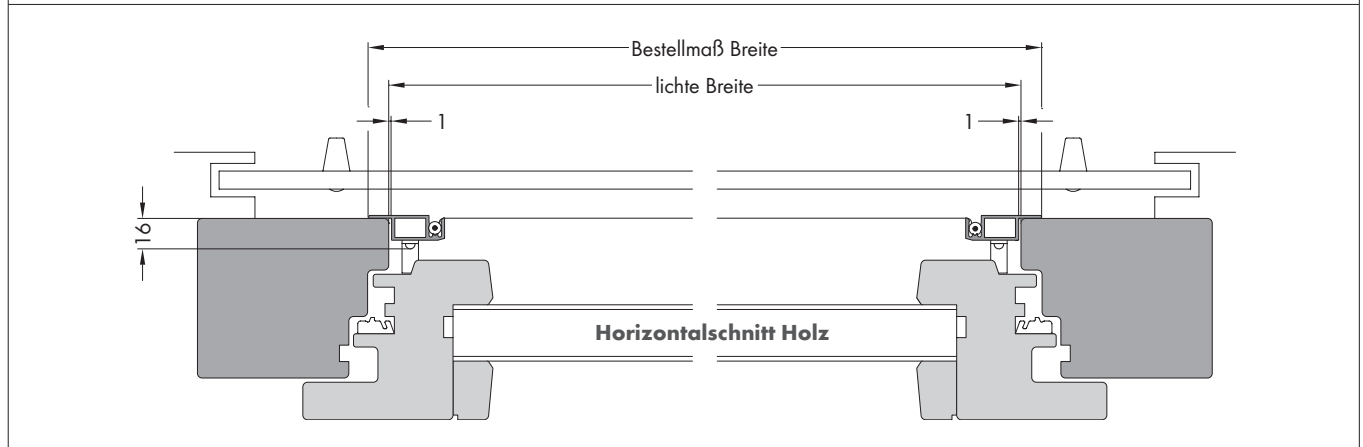 Bestellmaß Breite
lichte Breite
1 1
16
Horizontalschnitt Holz